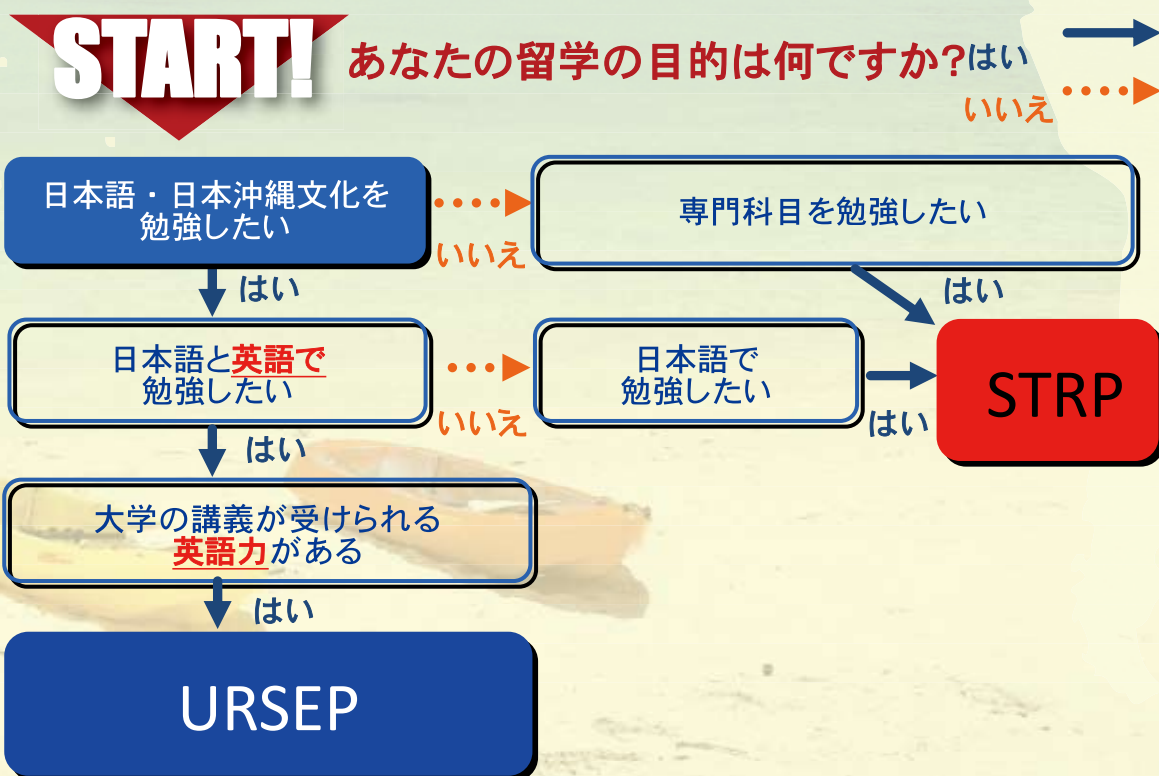 START!
あなたの留学の目的は何ですか?
はい
いいえ
日本語・日本沖縄文化を
勉強したい
いいえ
専門科目を勉強したい
はい
はい
日本語と英語で
勉強したい
いいえ
日本語で
勉強したい
はい
STRP
はい
大学の講義が受けられる
英語力がある
はい
URSEP